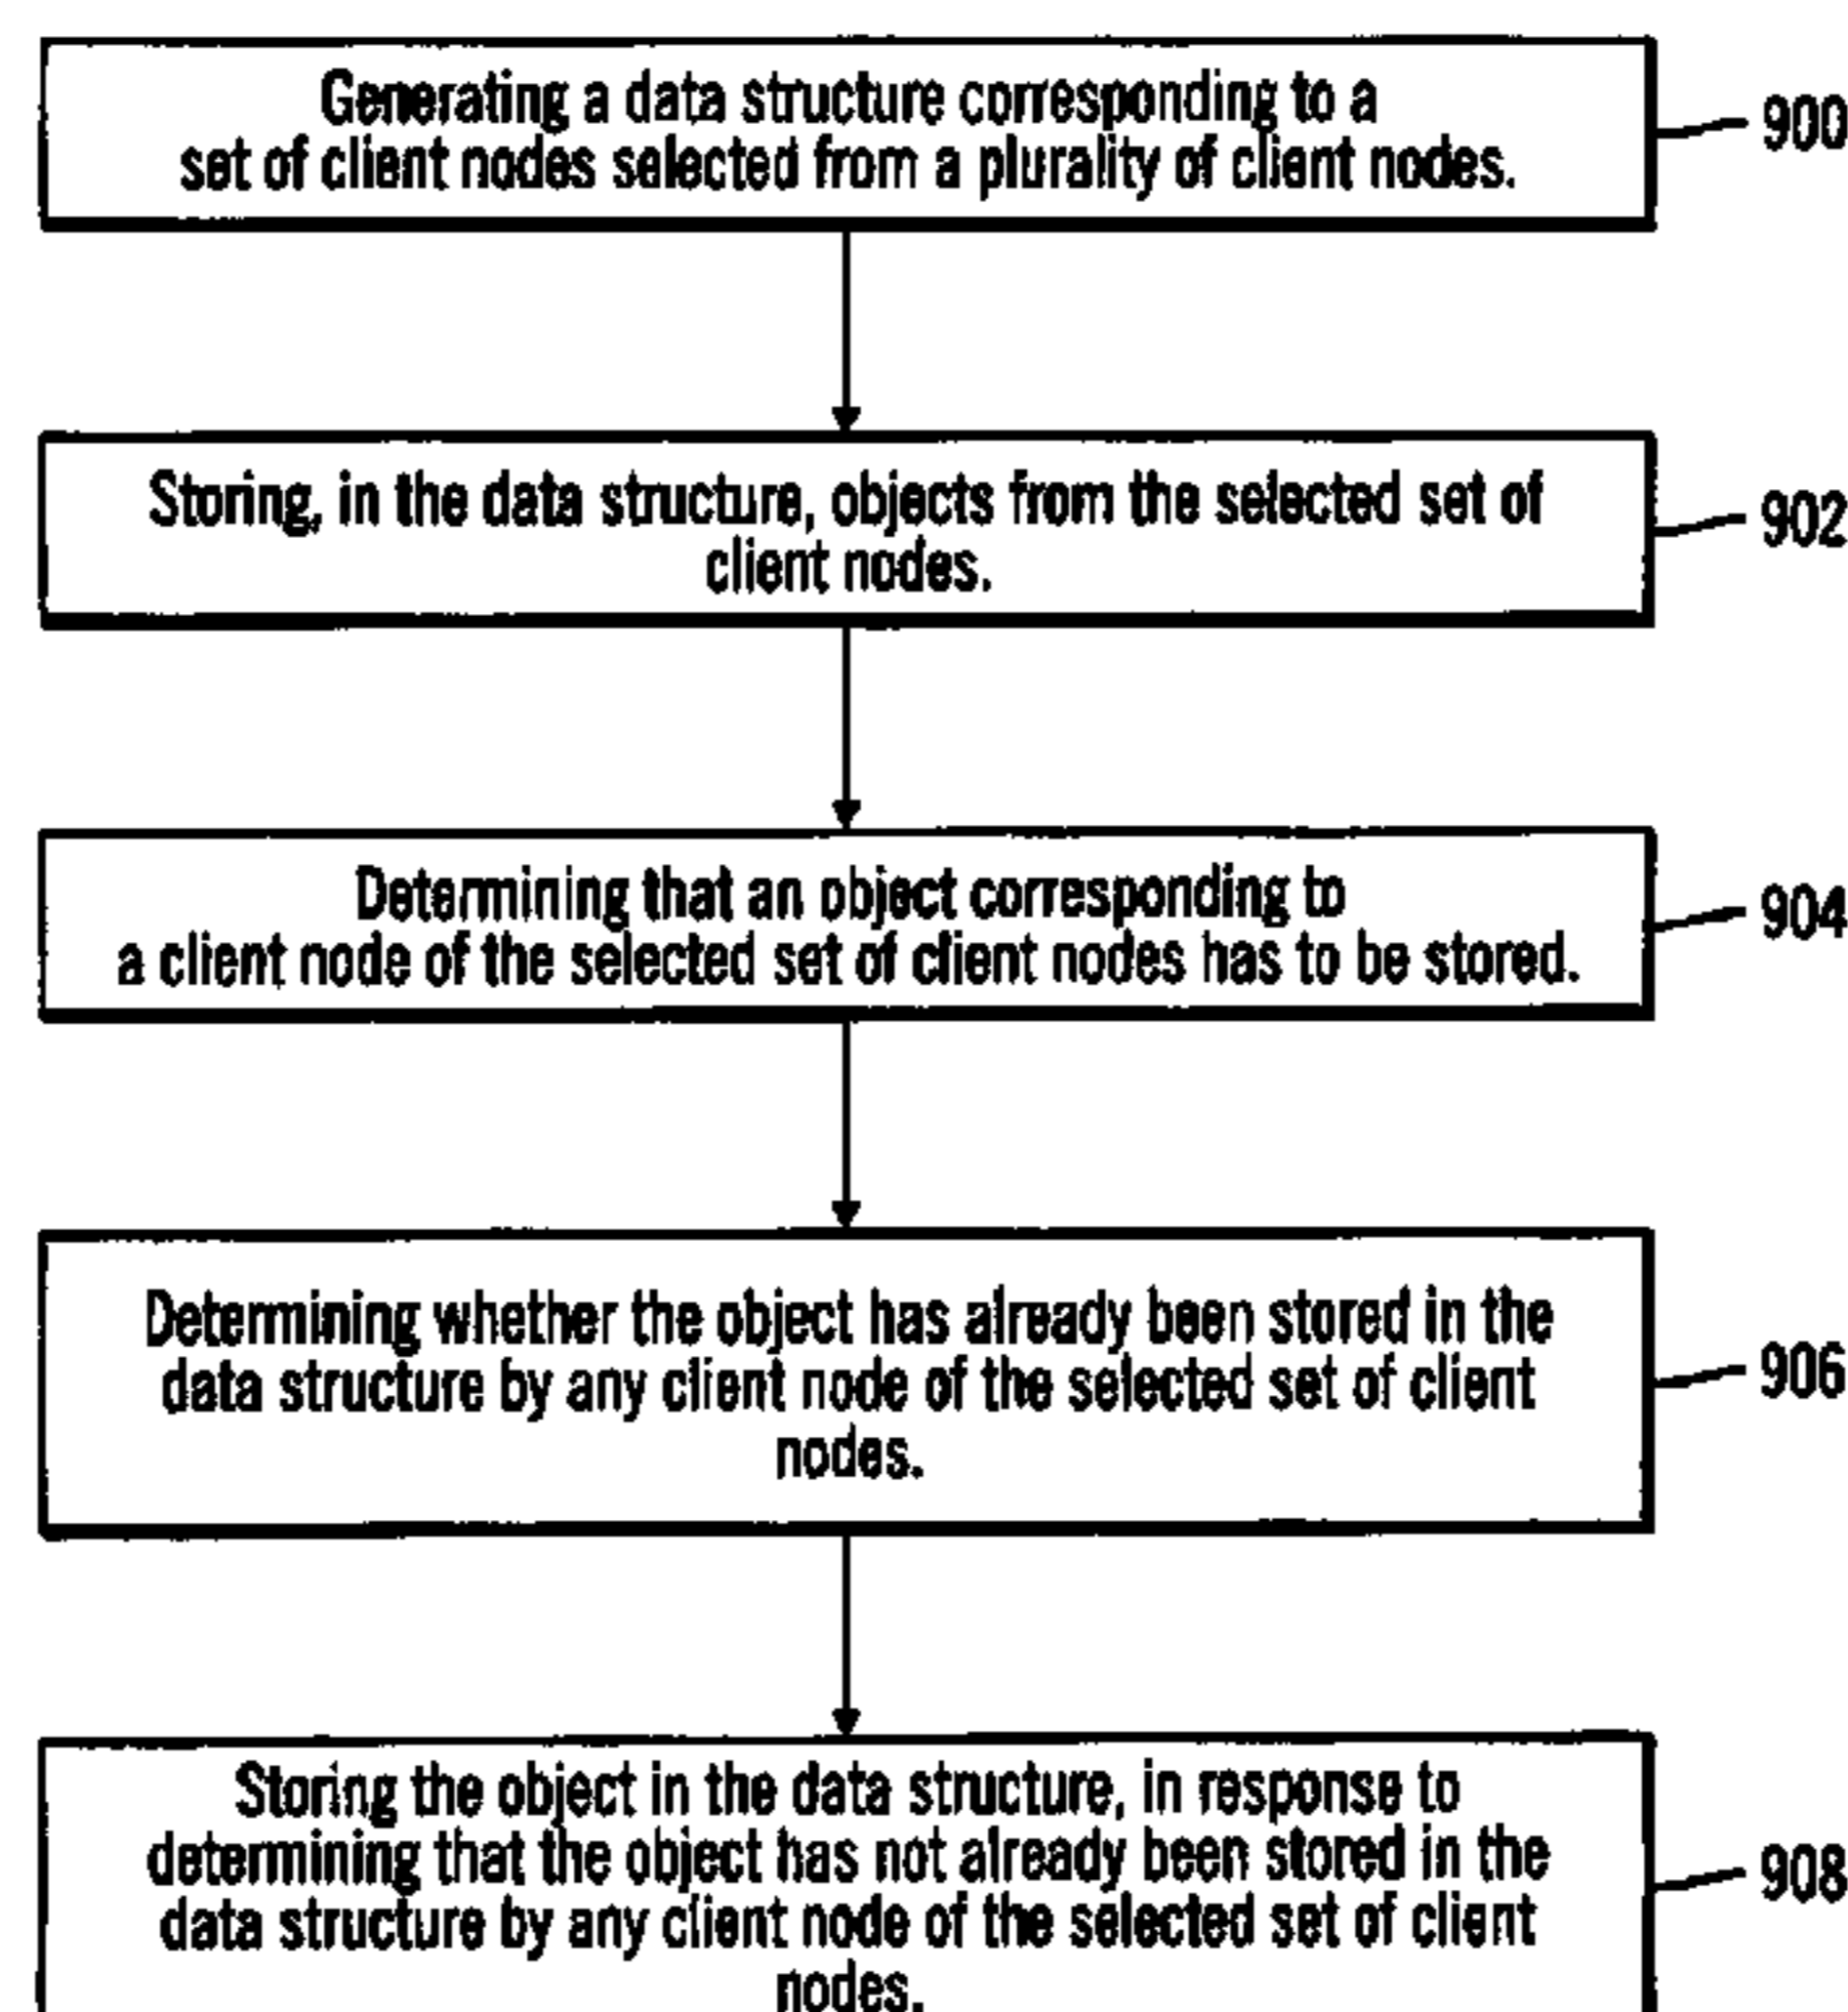 Generating a data structure corresponding to a
set of client nodes selected from a plurality of client nodes.
900
Storing, in the data structure, objects from the selected set of
client nodes.
902
Determining that an object corresponding to
a client node of the selected set of client nodes has to be stored.
904
Determining whether the object has already been stored in the
data structure by any client node of the selected set of client
nodes.
906
Storing the object in the data structure, in response to
determining that the object has not already been stored in the
data structure by any client node of the selected set of client
nodes.
908